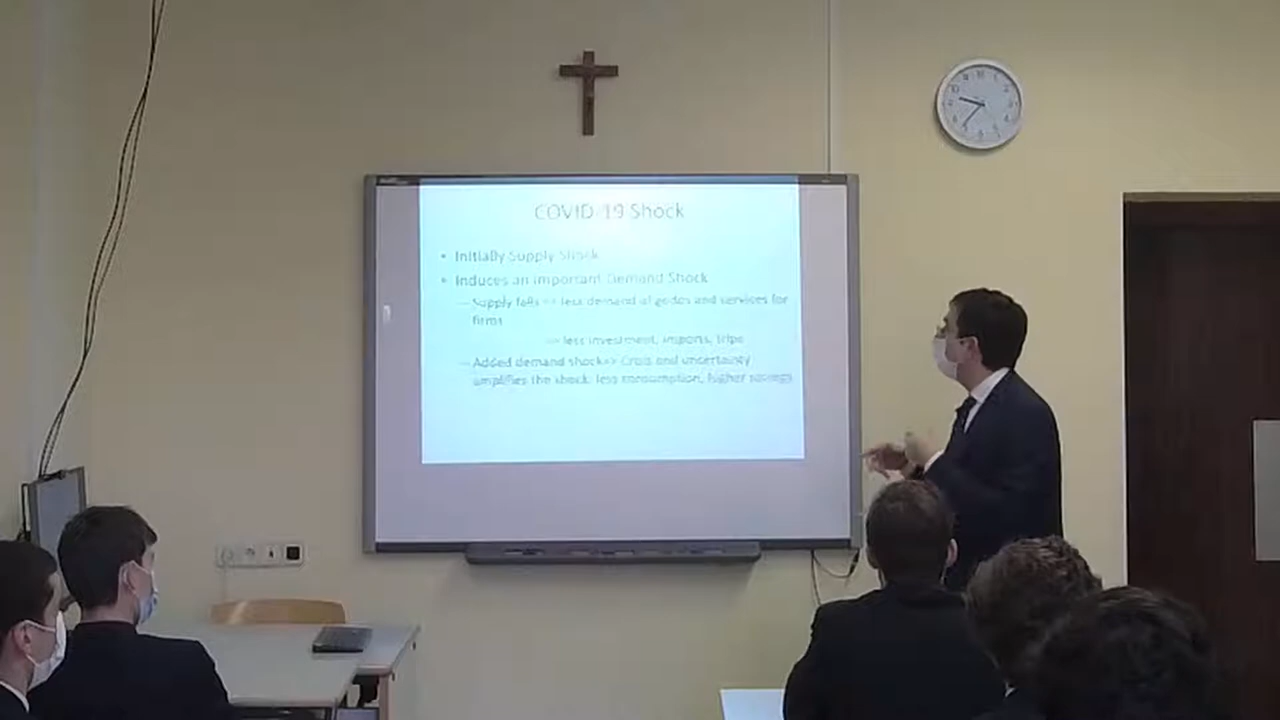 COVID-19 Shock
• Initially Supply Shock
• Induces an Important Demand Shock
– Supply falls => less demand of goods and services for
firms
=> less investment, imports, trips
– Added demand shock=> Crisis and uncertainty
amplifies the shock: less consumption, higher savings